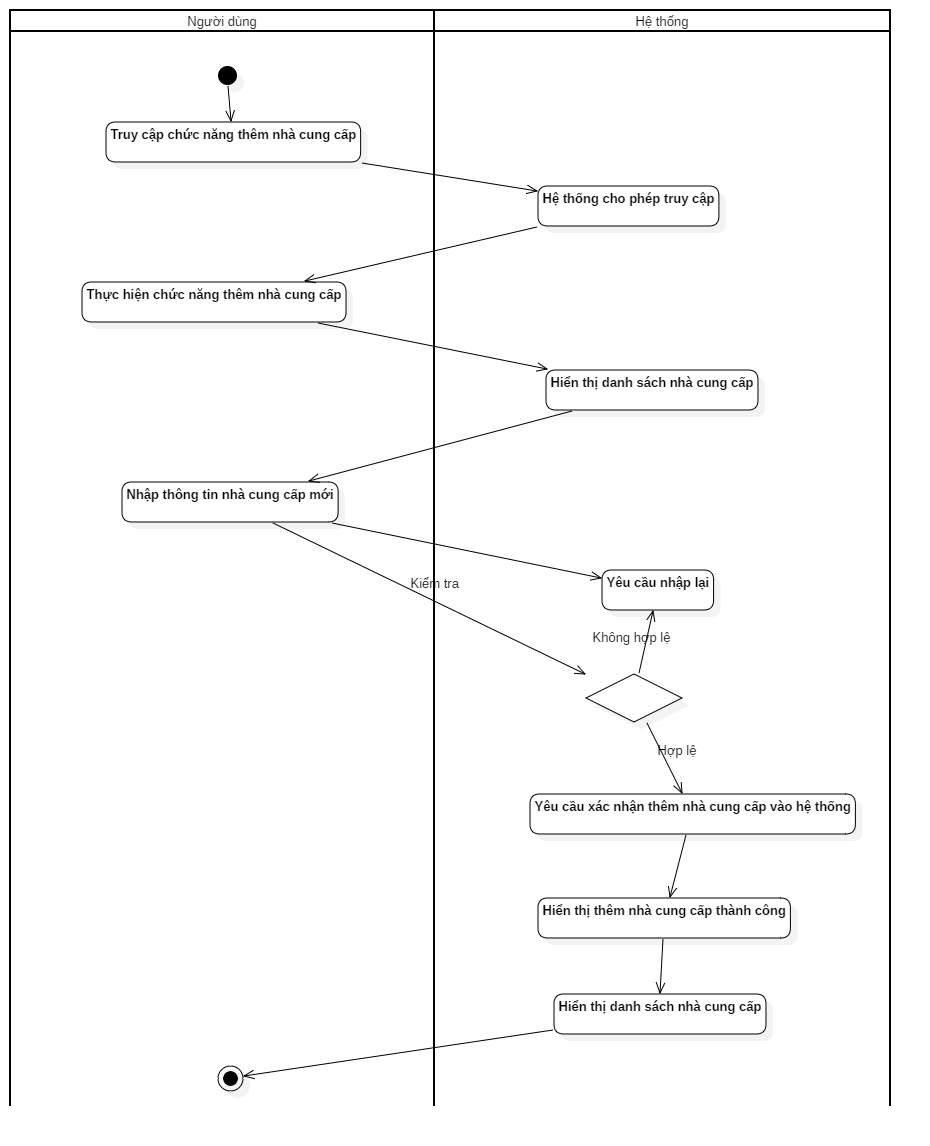 Người dùng
Hệ thống
Truy cập chức năng thêm nhà cung cấp
Hệ thống cho phép truy cập
Thực hiện chức năng thêm nhà cung cấp
Hiển thị danh sách nhà cung cấp
Nhập thông tin nhà cung cấp mới
Kiểm tra
Yêu cầu nhập lại
Không hợp lệ
Hợp lệ
Yêu cầu xác nhận thêm nhà cung cấp vào hệ thống
Hiển thị thêm nhà cung cấp thành công
Hiển thị danh sách nhà cung cấp